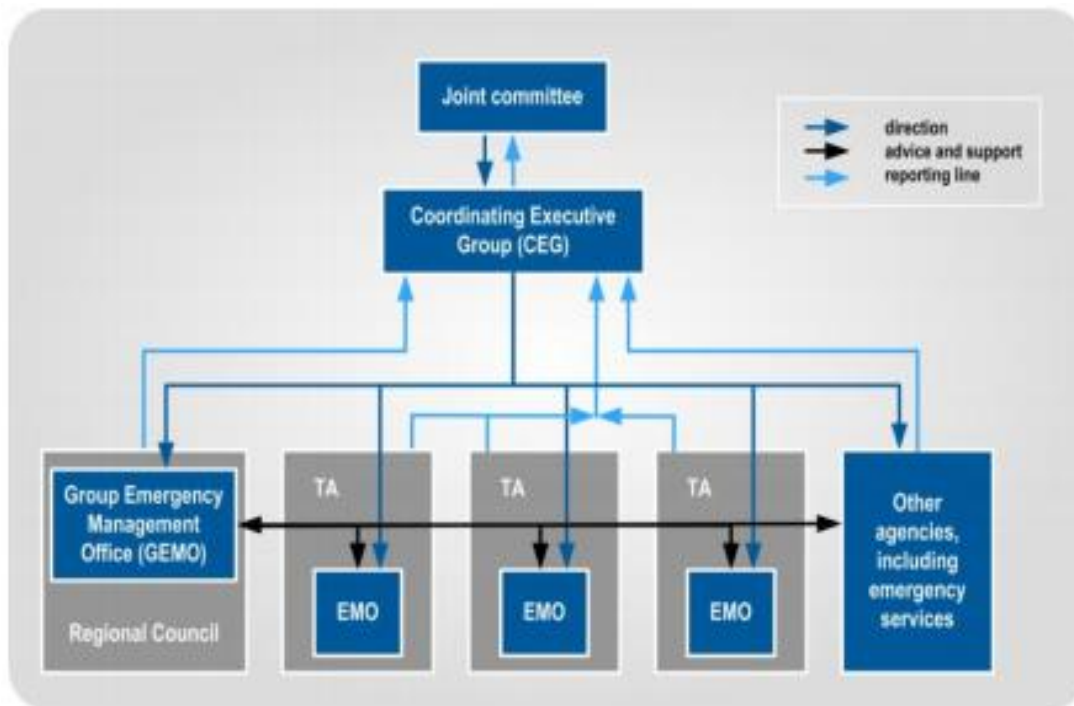 Joint committee
direction
advice and support
reporting line
Coordinating Executive
Group (CEG)
Group Emergency
Management
Office (GEMO)
Regional Council
TA
EMO
TA
EMO
TA
EMO
Other
agencies,
including
emergency
services